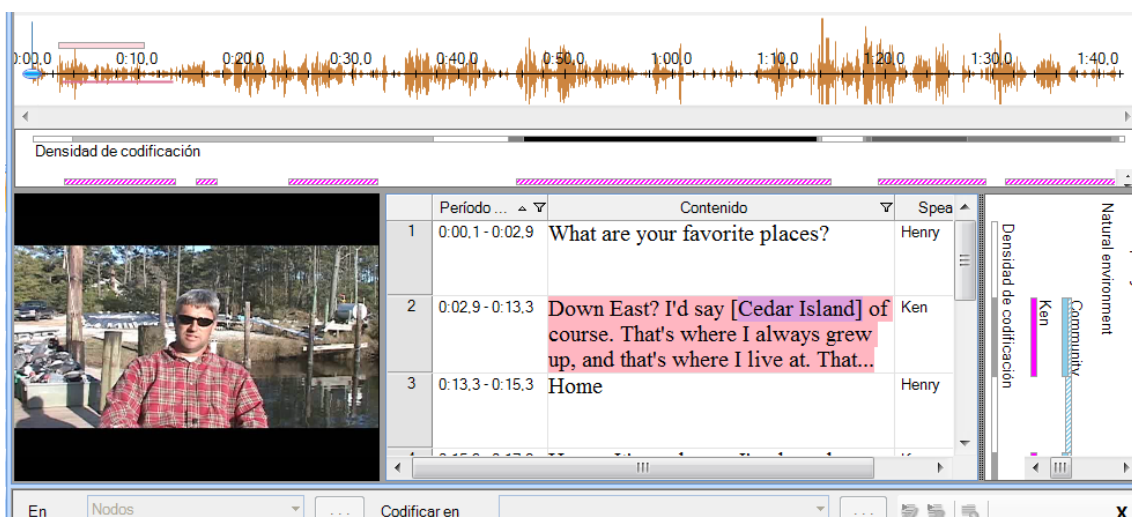 0:00,0 0:10,0 0:20,0 0:30,0 0:40,0 0:50,0 1:00,0 1:10,0 1:20,0 1:30,0 1:40,0
Densidad de codificación
Período ... Contenido Spea
1 0:00,1 - 0:02,9 What are your favorite places? Henry
2 0:02,9 - 0:13,3 Down East? I'd say [Cedar Island] of Ken
course. That's where I always grew
up, and that's where I live at. That...
3 0:13,3 - 0:15,3 Home Henry
Densidad de codificación
Ken
Community
Natural environment
En Nodos ... Codificar en ... X